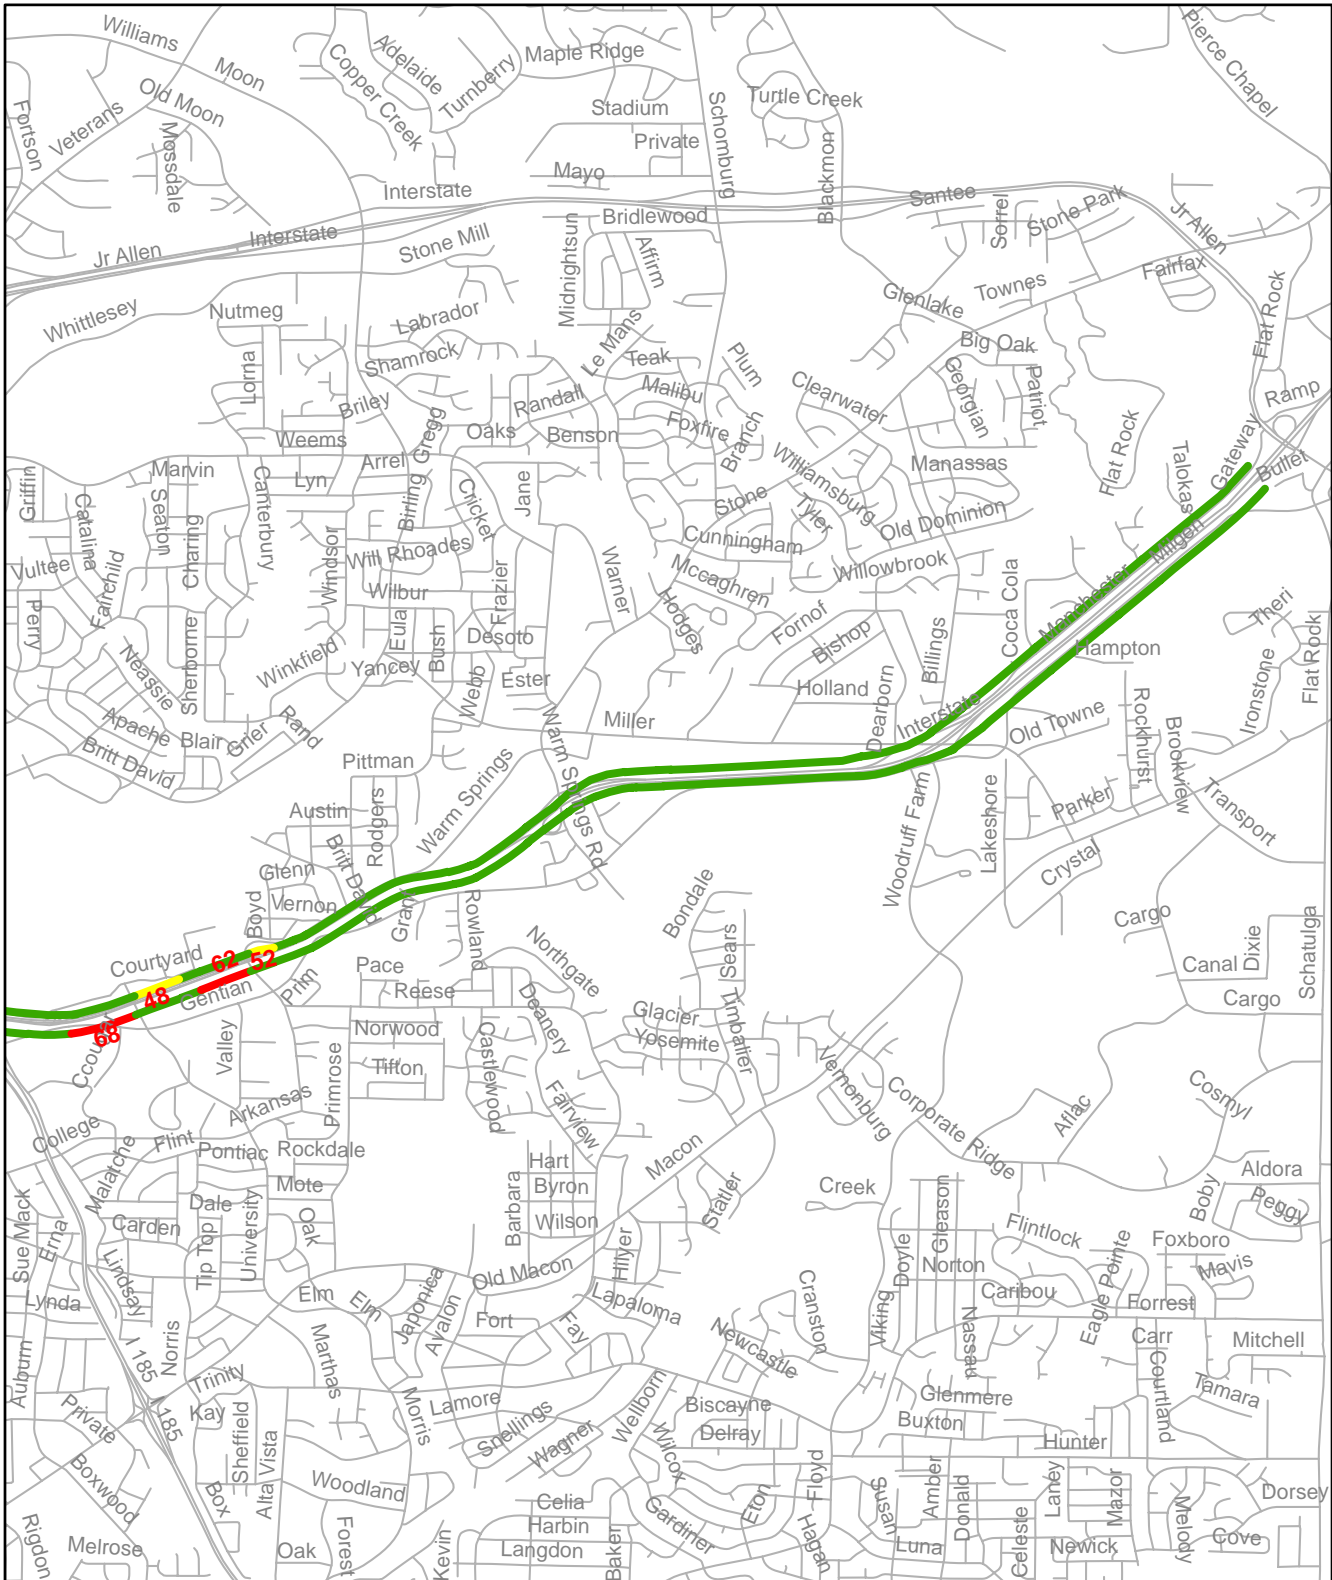 Williams
Moon
Old Moon
Veterans
Fortson
Mossdale
Copper Creek
Adelaide
Turnberry
Maple Ridge
Stadium
Private
Mayo
Schomburg
Turtle Creek
Blackmon
Pierce Chapel
Interstate
Interstate
Jr Allen
Stone Mill
Bridlewood
Midnightsun
Affirm
Santee
Sorrel
Stone Park
Jr Allen
Fairfax
Townes
Glenlake
Flat Rock
Whittlesey
Nutmeg
Labrador
Shamrock
Lorna
Briley
Le Mans
Teak
Malibu
Plum
Big Oak
Georgian
Patriot
Clearwater
Ramp
Randall
Foxfire
Branch
Weems
Gregg
Oaks
Benson
Flat Rock
Gateway
Bullet
Talokas
Griffin
Marvin
Arrel
Lyn
Catalina
Seaton
Canterbury
Birling
Cricket
Jane
Stone
Williamsburg
Tyler
Manassas
Old Dominion
Charing
Will Rhoades
Cunningham
Milgen
Vultee
Fairchild
Windsor
Wilbur
Frazier
Warner
Mccaghren
Willowbrook
Coca Cola
Manchester
Perry
Eula
Bush
Desoto
Hodges
Fornof
Bishop
Billings
Hampton
Theri
Flat Rock
Neassie
Sherborne
Winkfield
Yancey
Webb
Ester
Holland
Dearborn
Interstate
Old Towne
Rockhurst
Brookview
Ironstone
Apache
Britt David
Blair
Grier
Rand
Miller
Warm Springs Rd
Pittman
Warm Springs
Austin
Rodgers
Britt David
Woodruff Farm
Lakeshore
Parker
Crystal
Transport
Glenn
Vernon
Boyd
Grant
Rowland
Bondale
Sears
Cargo
Canal
Dixie
Schatulga
Cargo
Courtyard
62
52
48
68
Gentian
Prim
Pace
Reese
Northgate
Deanery
Glacier
Yosemite
Timbalier
Valley
Norwood
Tifton
Castlewood
Vernonburg
Corporate Ridge
Aflac
Cosmyl
College
Arkansas
Primrose
Fairview
Flint
Pontiac
Rockdale
Macon
Malatche
Mote
Hart
Byron
Barbara
Wilson
Statler
Creek
Aldora
Boby
Peggy
Sue Mack
Erna
Dale
Carden
Tip Top
University
Oak
Lindsay
Hilyer
Old Macon
Doyle
Gleason
Norton
Flintlock
Foxboro
Mavis
Eagle Pointe
Caribou
Forrest
Lynda
Elm
Elm
Japonica
Avalon
Fort
Fay
Lapaloma
Cranston
Viking
Nassau
Carr
Courtland
Mitchell
Auburn
I 185
Norris
Marthas
Newcastle
Trinity
Kay
Lamore
Morris
Snellings
Wagner
Wellborn
Biscayne
Delray
Glenmere
Buxton
Hunter
Tamara
Private
I 185
Sheffield
Alta Vista
Boxwood
Box
Woodland
Wilcox
Floyd
Eton
Susan
Amber
Donald
Laney
Mazor
Melody
Dorsey
Celia
Harbin
Langdon
Gardiner
Hagan
Luna
Celeste
Newick
Cove
Rigdon
Melrose
Oak
Forest
Kevin
Baker